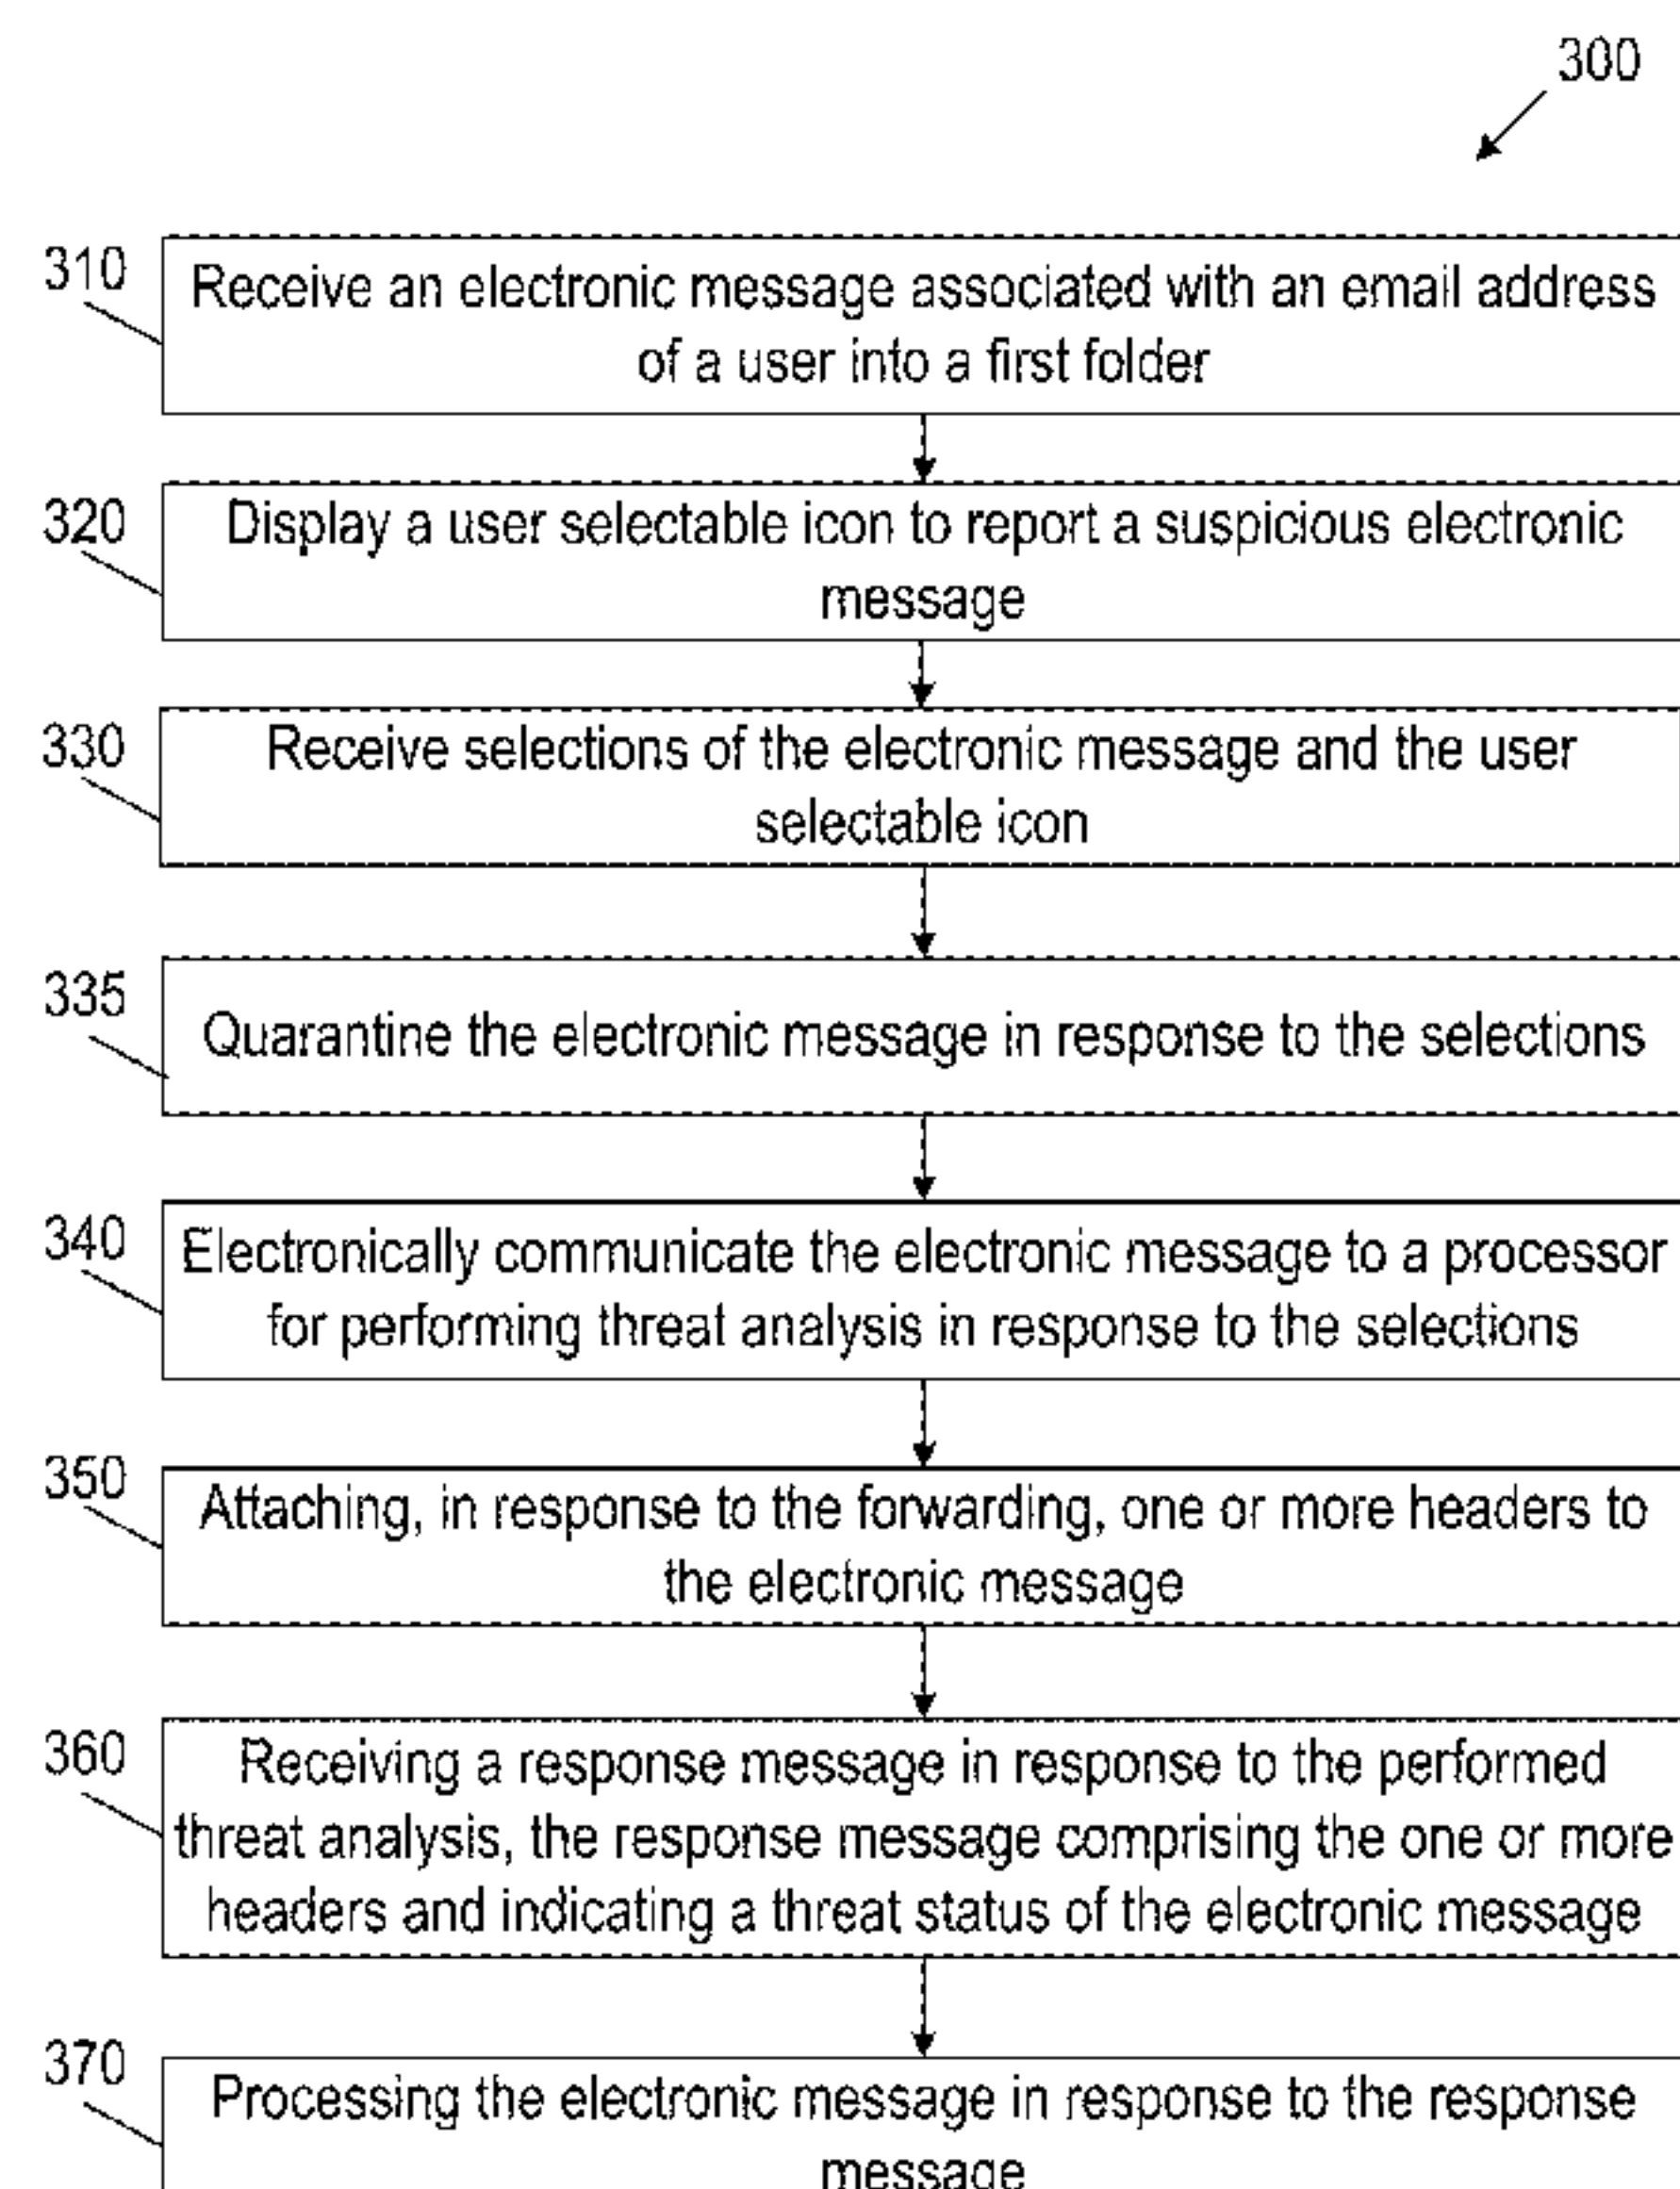 300
310
Receive an electronic message associated with an email address
of a user into a first folder
320
Display a user selectable icon to report a suspicious electronic
message
330
Receive selections of the electronic message and the user
selectable icon
335
Quarantine the electronic message in response to the selections
340
Electronically communicate the electronic message to a processor
for performing threat analysis in response to the selections
350
Attaching, in response to the forwarding, one or more headers to
the electronic message
360
Receiving a response message in response to the performed
threat analysis, the response message comprising the one or more
headers and indicating a threat status of the electronic message
370
Processing the electronic message in response to the response
message